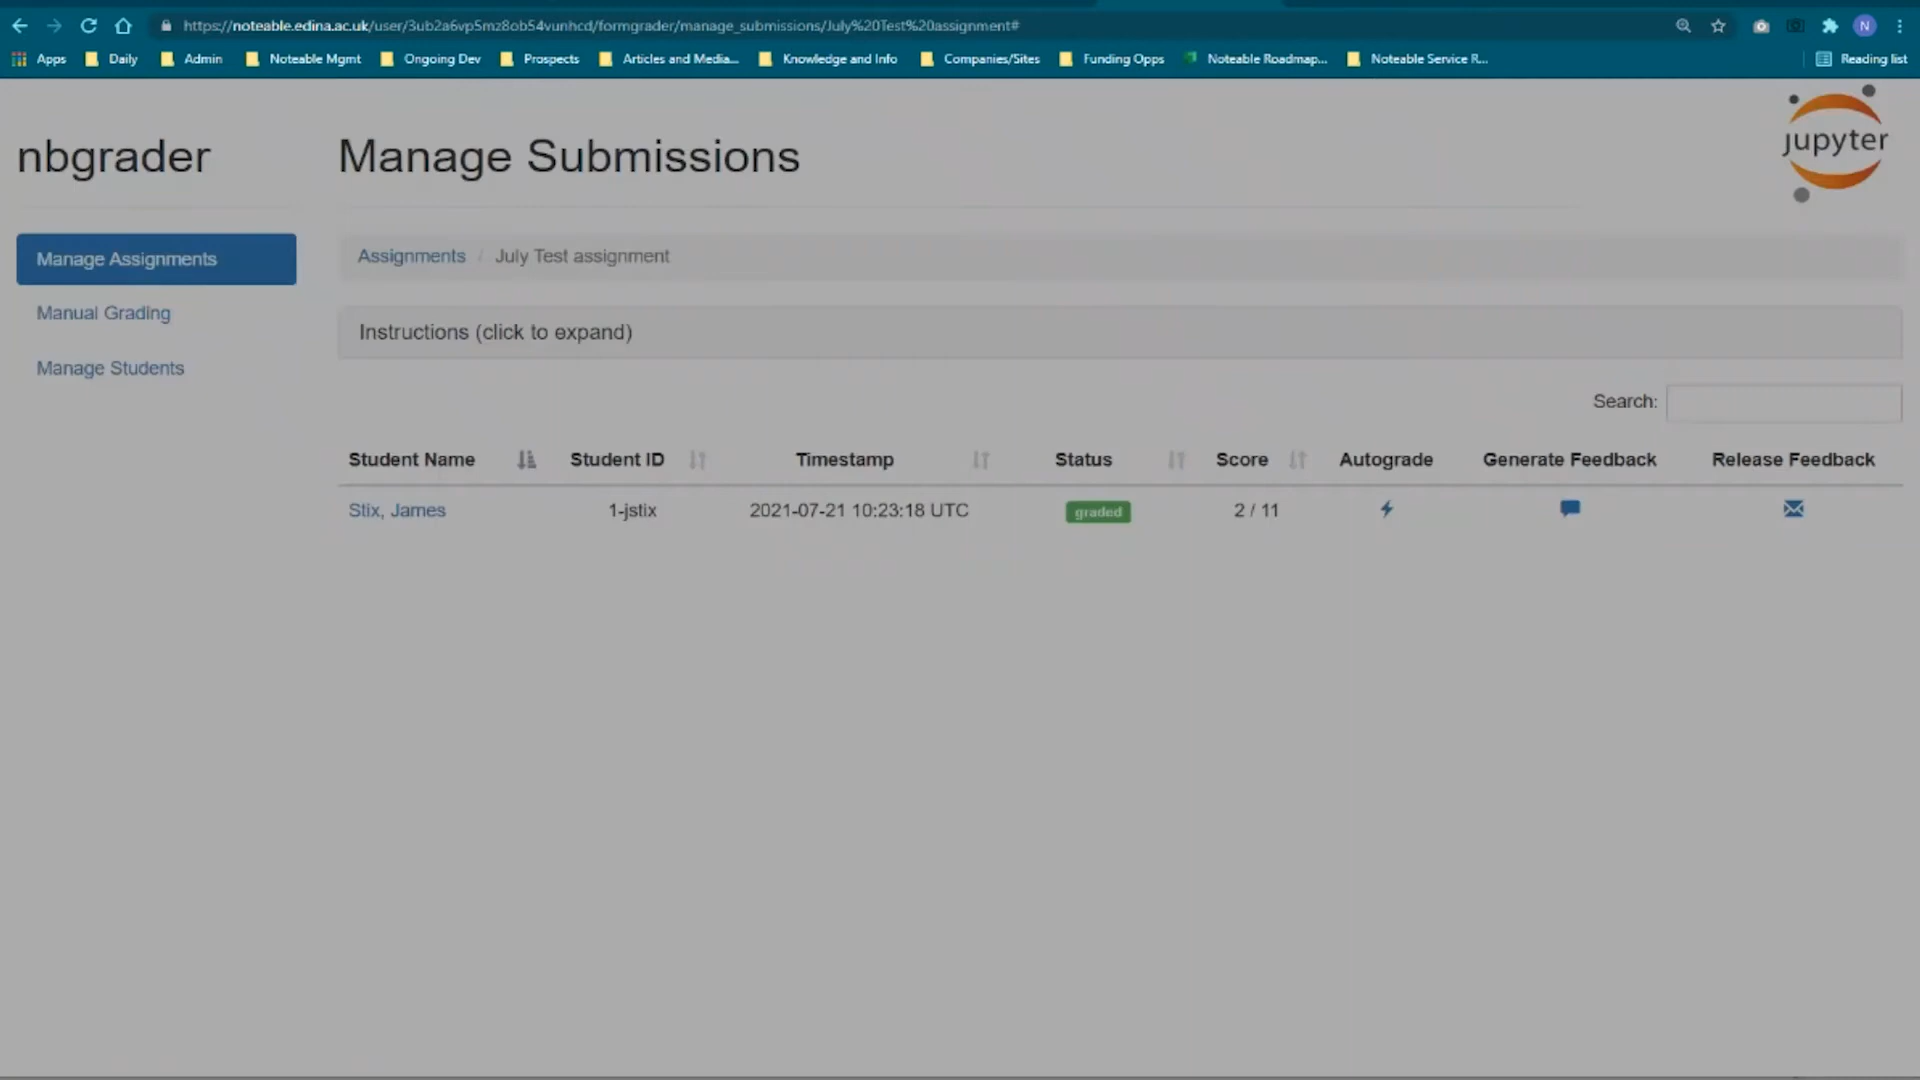 https://noteable.edina.ac.uk/user/3ub2a6vp5mz8ob54vunhcd/formgrader/manage_submissions/July%20Test%20assignment#
N
Apps Daily Admin Noteable Mgmt Ongoing Dev Prospects Articles and Media... Knowledge and Info Companies/Sites Funding Opps Noteable Roadmap... Noteable Service R... Reading list
jupyter
nbgrader
Manage Submissions
Manage Assignments
Manual Grading
Manage Students
Assignments / July Test assignment
Instructions (click to expand)
Search:
Student Name Student ID Timestamp Status Score Autograde Generate Feedback Release Feedback
Stix, James 1-jstix 2021-07-21 10:23:18 UTC graded 2 / 11